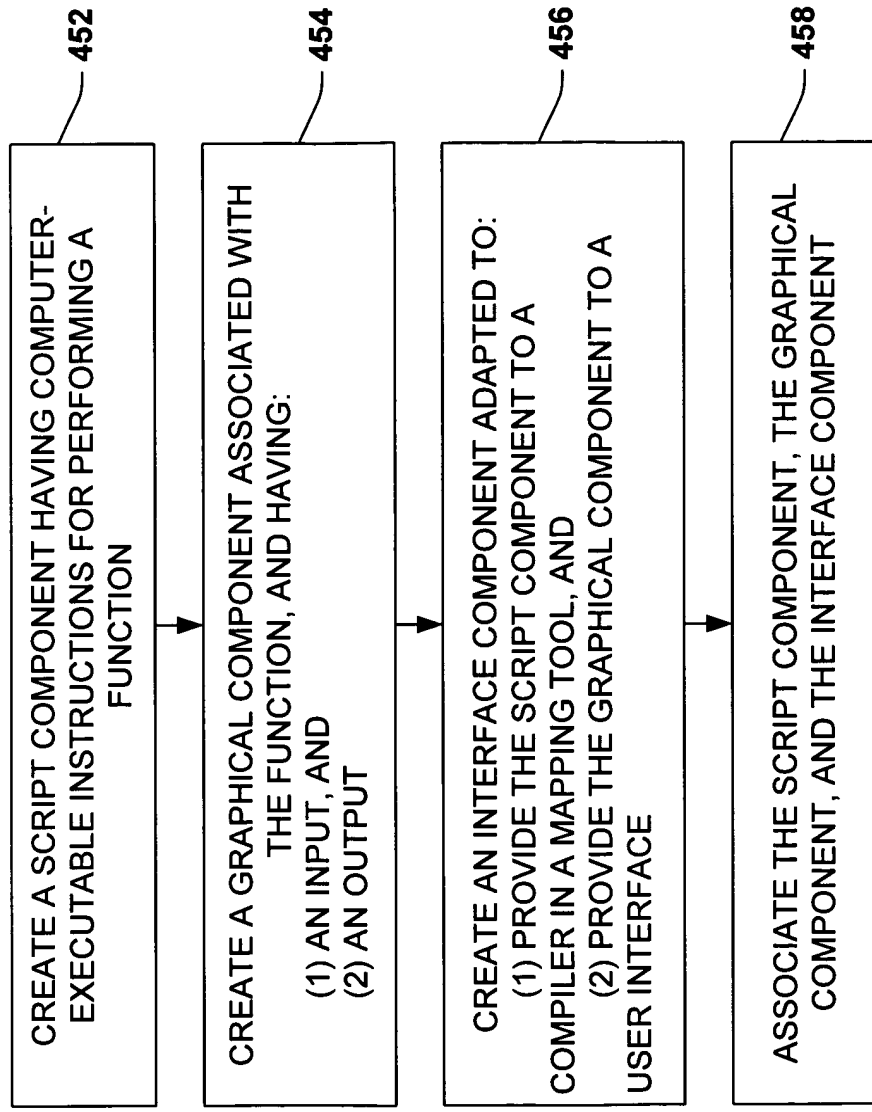 CREATE A SCRIPT COMPONENT HAVING COMPUTER-
EXECUTABLE INSTRUCTIONS FOR PERFORMING A
FUNCTION
452
CREATE A GRAPHICAL COMPONENT ASSOCIATED WITH
THE FUNCTION, AND HAVING:
(1) AN INPUT, AND
(2) AN OUTPUT
454
CREATE AN INTERFACE COMPONENT ADAPTED TO:
(1) PROVIDE THE SCRIPT COMPONENT TO A
COMPILER IN A MAPPING TOOL, AND
(2) PROVIDE THE GRAPHICAL COMPONENT TO A
USER INTERFACE
456
ASSOCIATE THE SCRIPT COMPONENT, THE GRAPHICAL
COMPONENT, AND THE INTERFACE COMPONENT
458